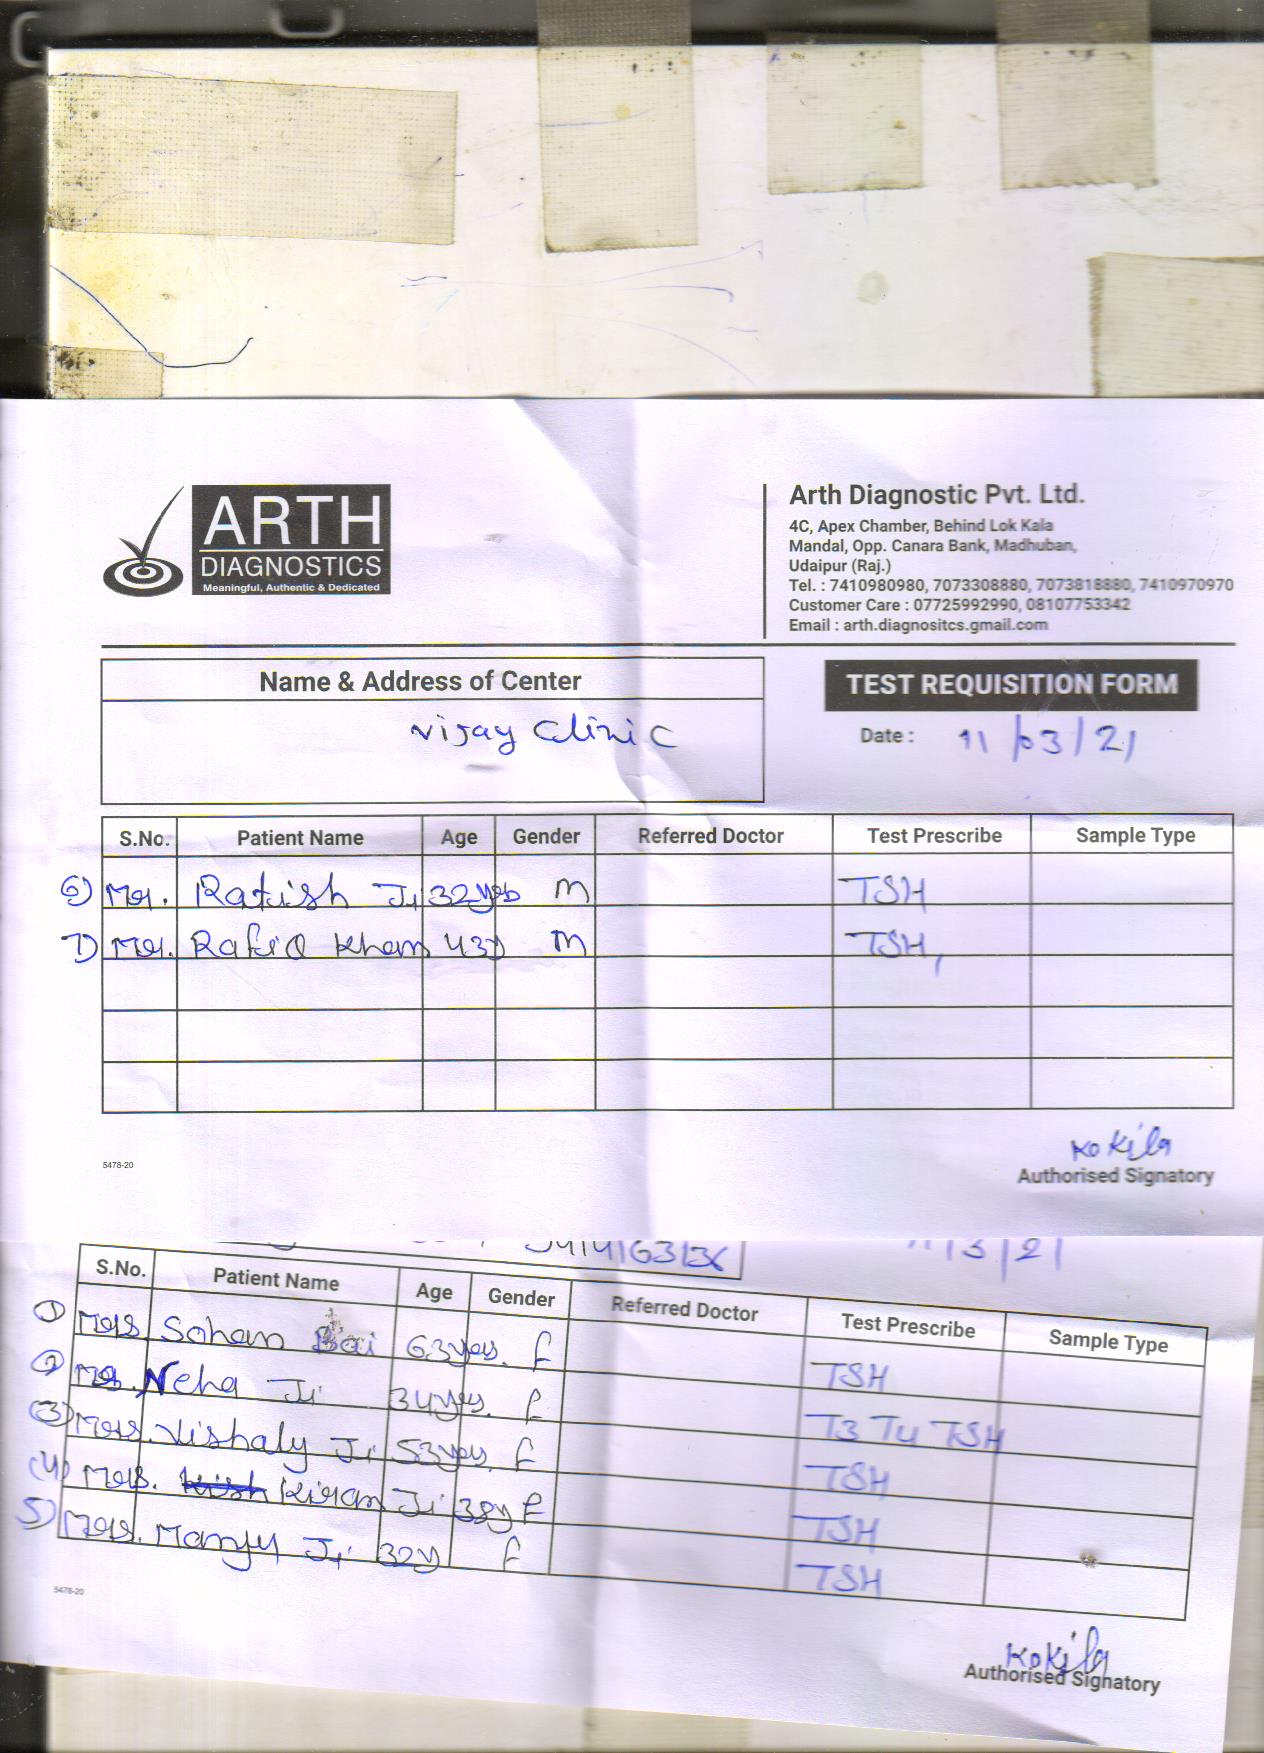 ARTH
DIAGNOSTICS
Meaningful, Authentic & Dedicated
Arth Diagnostic Pvt. Ltd.
4C, Apex Chamber, Behind Lok Kala
Mandal, Opp. Canara Bank, Madhuban,
Udaipur (Raj.)
Tel. : 7410980980, 7073308880, 7073818880, 7410970970
Customer Care : 07725992990, 08107753342
Email : arth.diagnositcs.gmail.com
Name & Address of Center
TEST REQUISITION FORM
Vijay Clinic
Date : 11/03/21
S.No. Patient Name Age Gender Referred Doctor Test Prescribe Sample Type
6) Mr. Ratish Ji 32yrs M TSH
7) Mr. Rafiq Khan 43y M TSH,
Kokila
5478-20
Authorised Signatory
11/3/21
S.No. Patient Name Age Gender Referred Doctor Test Prescribe Sample Type
1) Mrs. Sohan Bai 63yrs. F TSH
2) Neha Ji 34yrs. F T3 T4 TSH
3) Mrs. Vishaly Ji 53yrs. F TSH
4) Mrs. Kiran Ji 38y F TSH
5) Mrs. Manju Ji 32y F TSH
5478-20
Kokila
Authorised Signatory